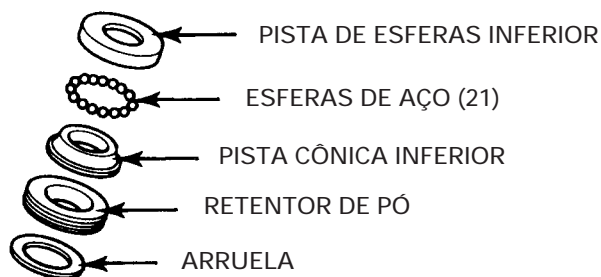 PISTA DE ESFERAS INFERIOR
ESFERAS DE AÇO (21)
PISTA CÔNICA INFERIOR
RETENTOR DE PÓ
ARRUELA